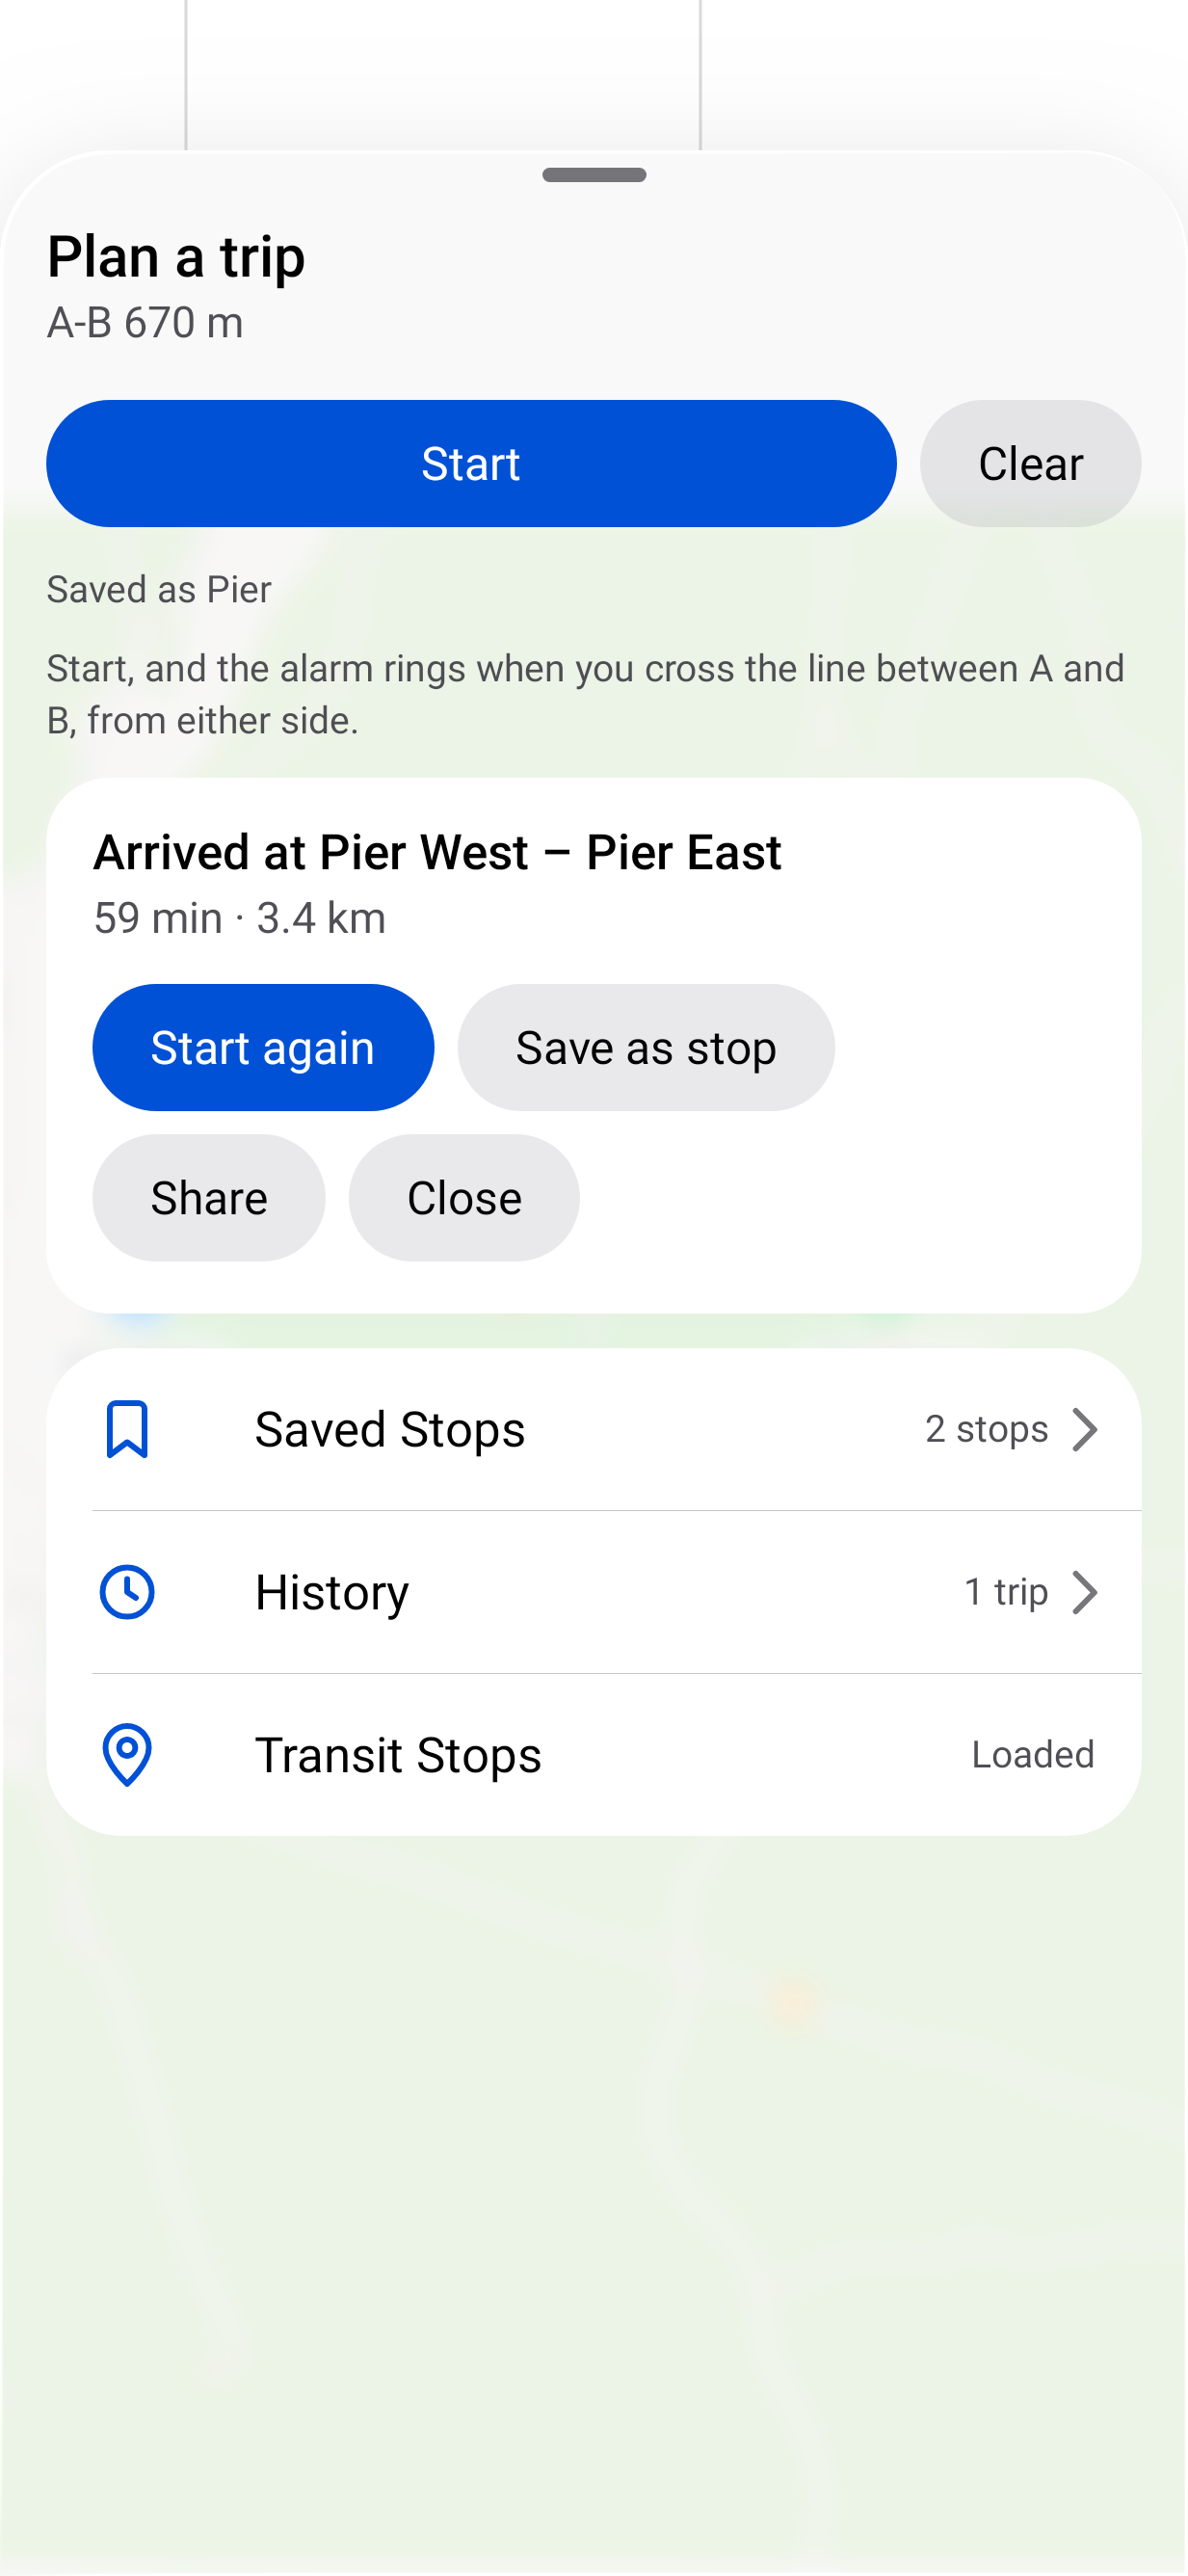 Plan a trip
A-B 670 m
Start
Clear
Saved as Pier
Start, and the alarm rings when you cross the line between A and
B, from either side.
Arrived at Pier West – Pier East
59 min · 3.4 km
Start again
Save as stop
Share
Close
Saved Stops
2 stops
History
1 trip
Transit Stops
Loaded